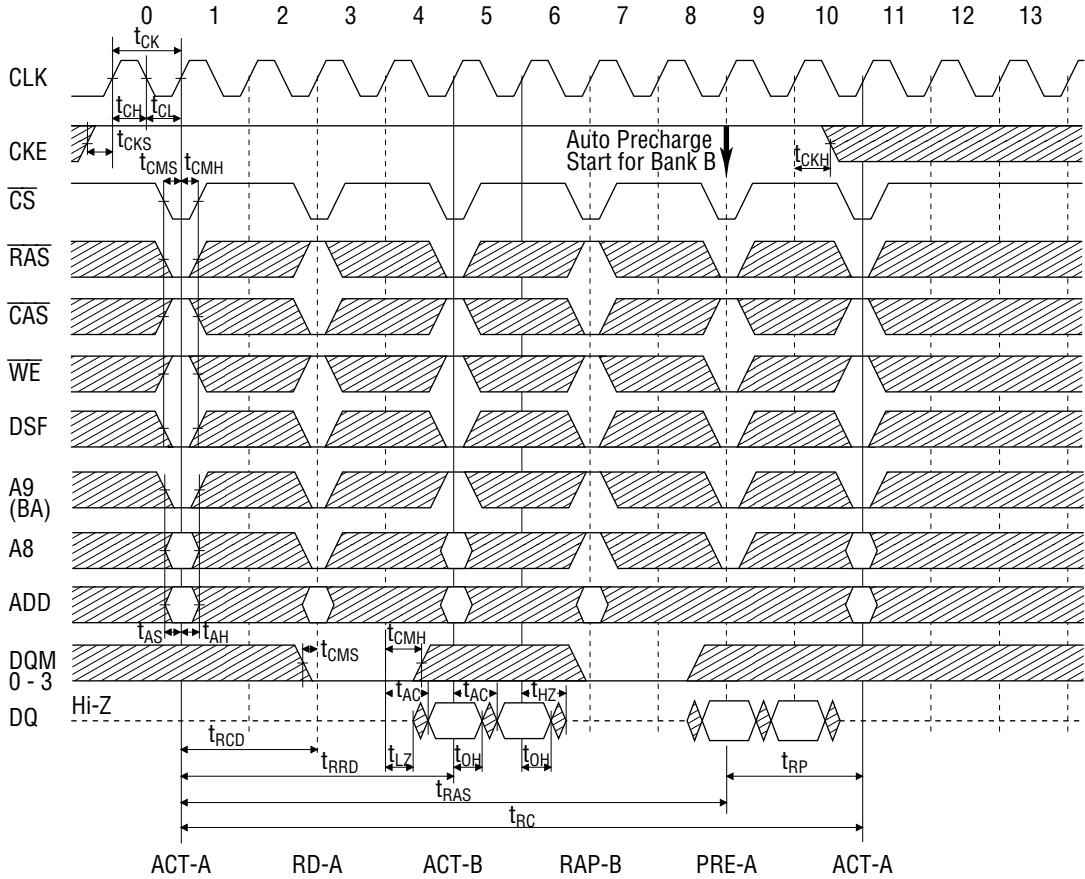 0 1 2 3 4 5 6 7 8 9 10 11 12 13
tCK
CLK
tCH tCL
tCKS
CKE
Auto Precharge
Start for Bank B
tCKH
tCMS tCMH
CS
RAS
CAS
WE
DSF
A9
(BA)
A8
ADD
tAS tAH
tCMS
tCMH
DQM
0 - 3
tAC tAC tHZ
Hi-Z
DQ
tRCD
tLZ tOH tOH
tRRD
tRP
tRAS
tRC
ACT-A RD-A ACT-B RAP-B PRE-A ACT-A